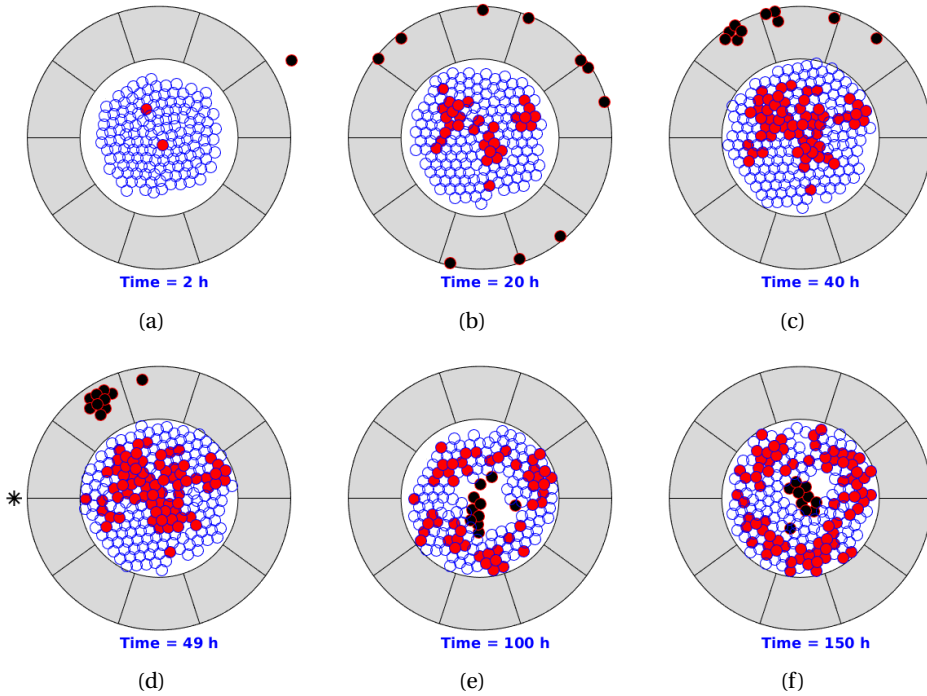 Time = 2 h
Time = 20 h
Time = 40 h
(a)
(b)
(c)
Time = 49 h
Time = 100 h
Time = 150 h
(d)
(e)
(f)